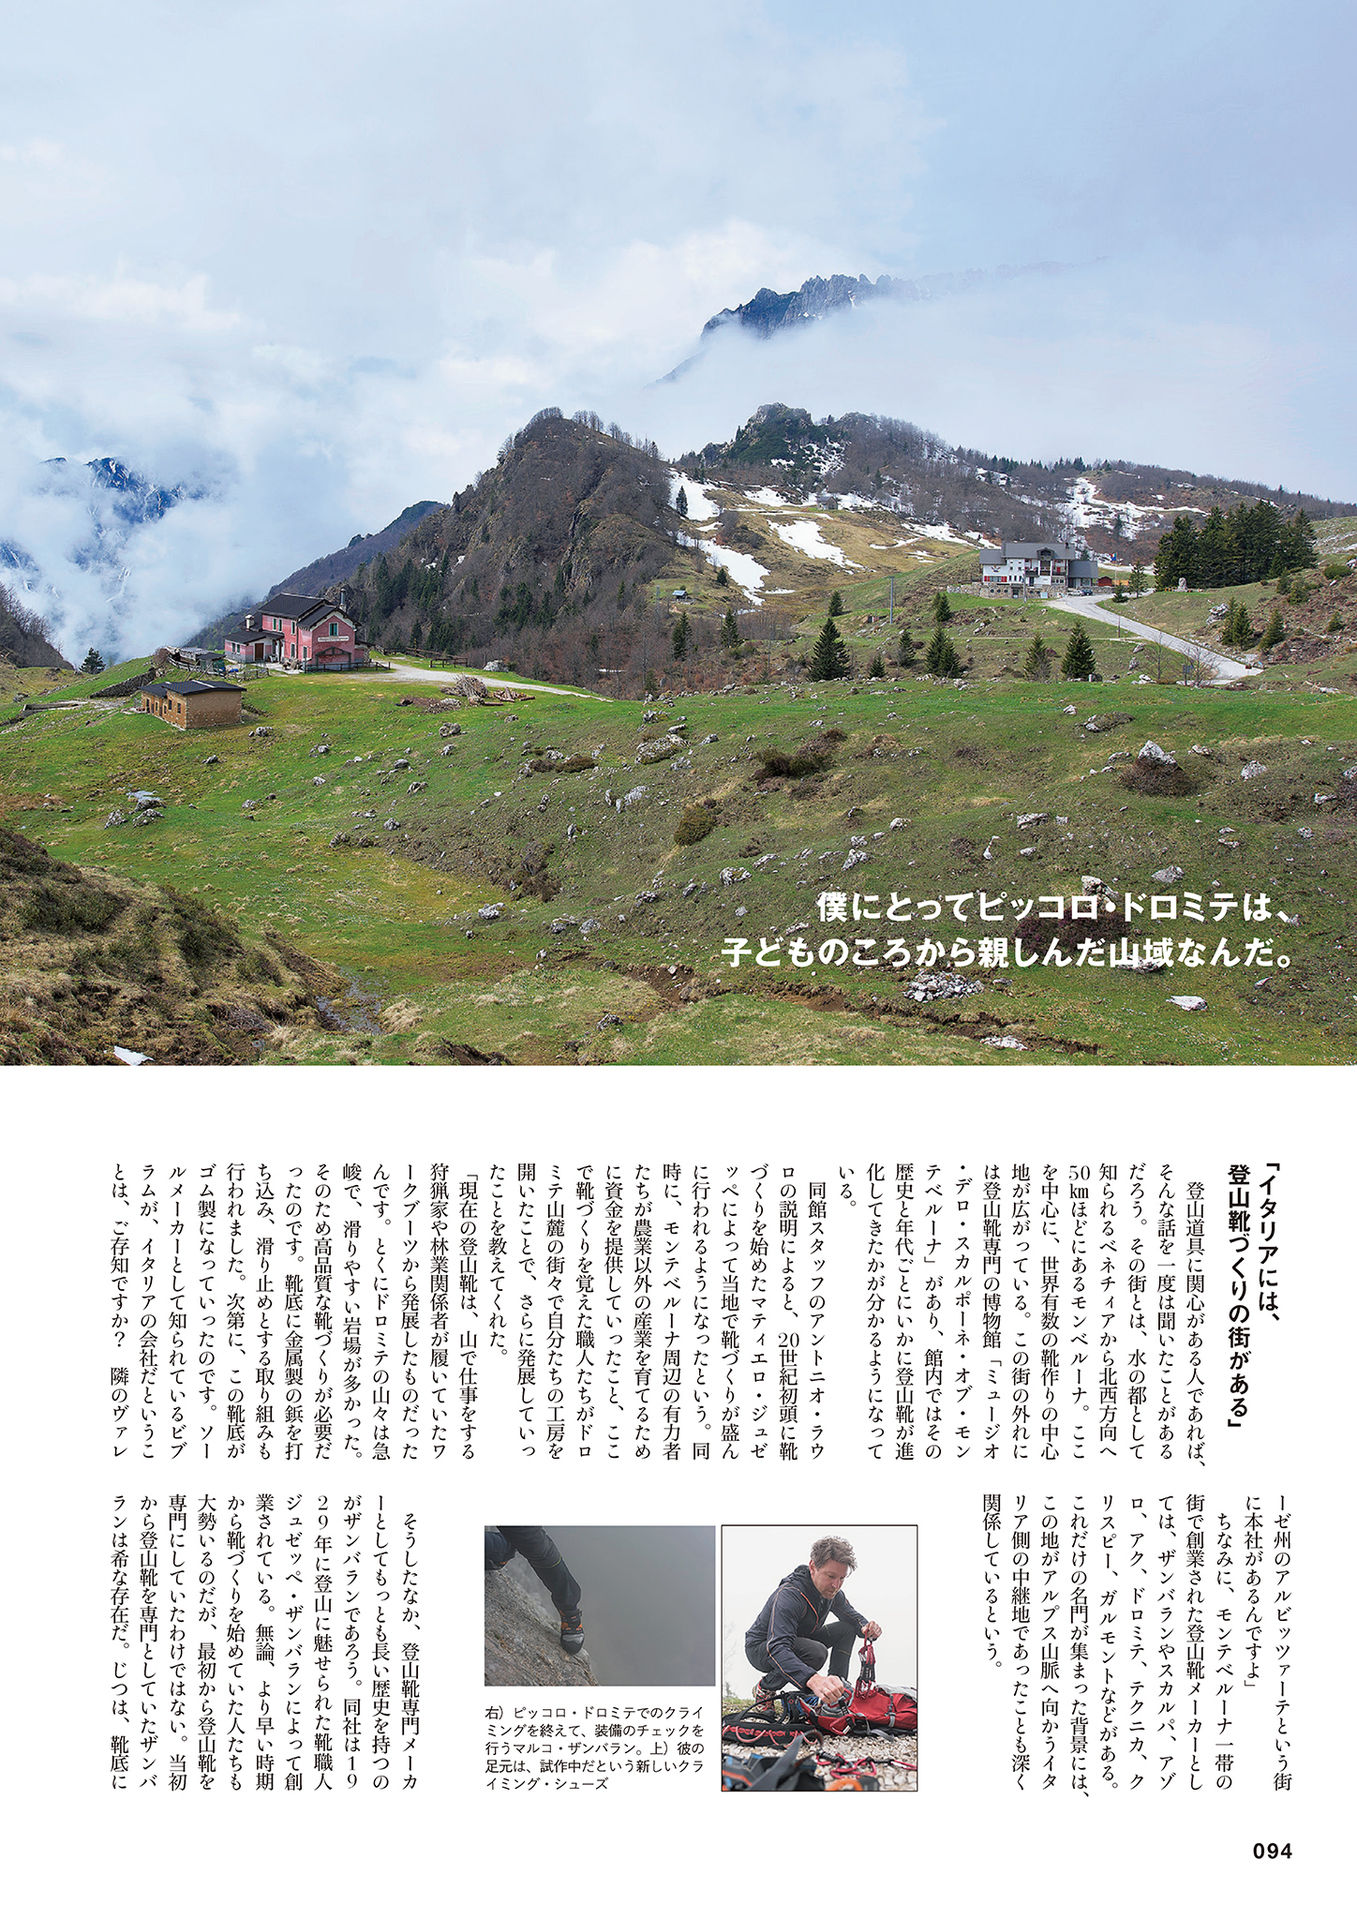 僕にとってピッコロ・ドロミテは、
子どものころから親しんだ山域なんだ。
「イタリアには、
登山靴づくりの街がある」
登山道具に関心がある人であれば、
そんな話を一度は聞いたことがある
だろう。その街とは、水の都として
知られるベネチアから北西方向へ
50㎞ほどにあるモンベルーナ。ここ
を中心に、世界有数の靴作りの中心
地が広がっている。この街の外れに
は登山靴専門の博物館「ミュージオ
・デロ・スカルポーネ・オブ・モン
テベルーナ」があり、館内ではその
歴史と年代ごとにいかに登山靴が進
化してきたかが分かるようになって
いる。
同館スタッフのアントニオ・ラウ
ロの説明によると、20世紀初頭に靴
づくりを始めたマティエロ・ジュゼ
ッペによって当地で靴づくりが盛ん
に行われるようになったという。同
時に、モンテベルーナ周辺の有力者
たちが農業以外の産業を育てるため
に資金を提供していったこと、ここ
で靴づくりを覚えた職人たちがドロ
ミテ山麓の街々で自分たちの工房を
開いたことで、さらに発展していっ
たことを教えてくれた。
「現在の登山靴は、山で仕事をする
狩猟家や林業関係者が履いていたワ
ークブーツから発展したものだった
んです。とくにドロミテの山々は急
峻で、滑りやすい岩場が多かった。
そのため高品質な靴づくりが必要だ
ったのです。靴底に金属製の鋲を打
ち込み、滑り止めとする取り組みも
行われました。次第に、この靴底が
ゴム製になっていったのです。ソー
ルメーカーとして知られているビブ
ラムが、イタリアの会社だというこ
とは、ご存知ですか？　隣のヴァレ
ーゼ州のアルビッツァーテという街
に本社があるんですよ」
ちなみに、モンテベルーナ一帯の
街で創業された登山靴メーカーとし
ては、ザンバランやスカルパ、アゾ
ロ、アク、ドロミテ、テクニカ、ク
リスピー、ガルモントなどがある。
これだけの名門が集まった背景には、
この地がアルプス山脈へ向かうイタ
リア側の中継地であったことも深く
関係しているという。
右）ピッコロ・ドロミテでのクライ
ミングを終えて、装備のチェックを
行うマルコ・ザンバラン。上）彼の
足元は、試作中だという新しいクラ
イミング・シューズ
そうしたなか、登山靴専門メーカ
ーとしてもっとも長い歴史を持つの
がザンバランであろう。同社は19
29年に登山に魅せられた靴職人
ジュゼッペ・ザンバランによって創
業されている。無論、より早い時期
から靴づくりを始めていた人たちも
大勢いるのだが、最初から登山靴を
専門にしていたわけではない。当初
から登山靴を専門としていたザンバ
ランは希な存在だ。じつは、靴底に
094